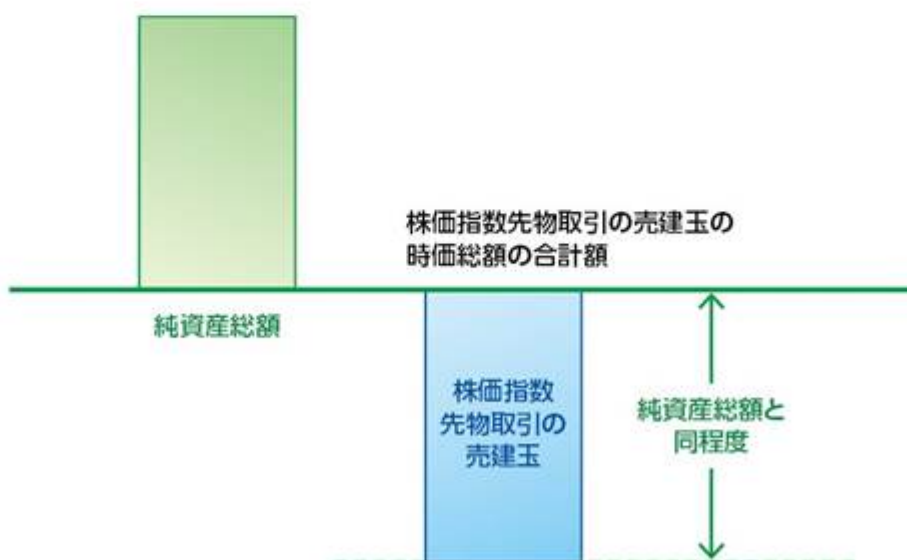 株価指数先物取引の売建玉の
時価総額の合計額
純資産総額
株価指数
先物取引の
売建玉
純資産総額と
同程度